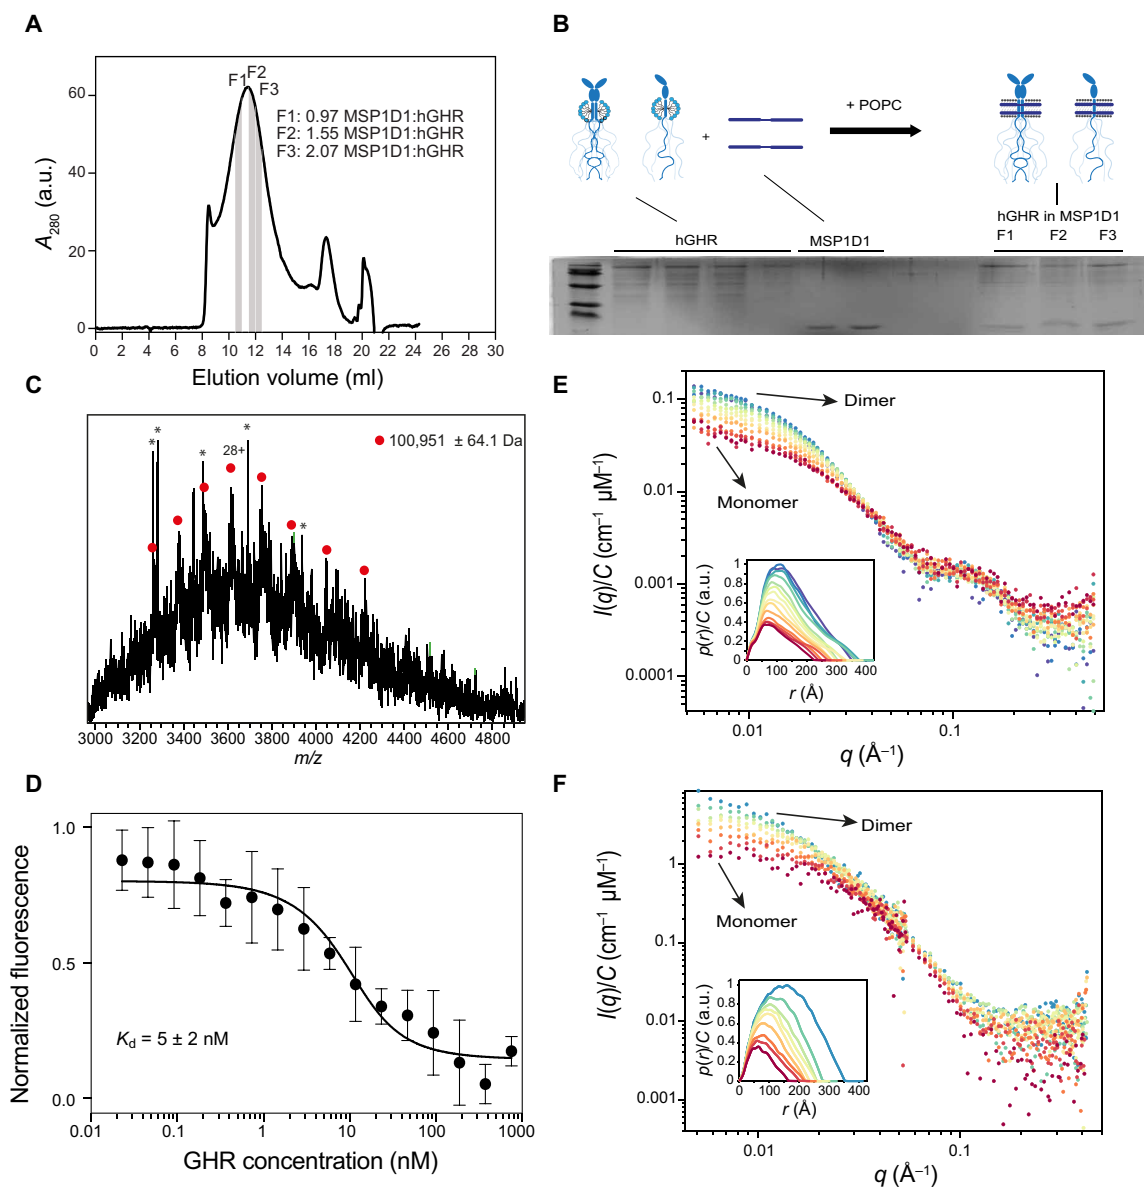 A
F1
F2
F3
F1: 0.97 MSP1D1:hGHR
F2: 1.55 MSP1D1:hGHR
F3: 2.07 MSP1D1:hGHR
60
40
20
0
A280 (a.u.)
0 2 4 6 8 10 12 14 16 18 20 22 24 26 28 30
Elution volume (ml)
B
+
+ POPC
hGHR
MSP1D1
hGHR in MSP1D1
F1 F2 F3
C
100,951 ± 64.1 Da
* * * 28+ * *
3000 3400 3800 4200 4000 4400 4800
m/z
D
1.0
0.5
0.0
Normalized fluorescence
Kd = 5 ± 2 nM
0.01 0.1 1 10 100 1000
GHR concentration (nM)
E
0.1
0.01
0.001
0.0001
I(q)/C (cm−1 μM−1)
Dimer
Monomer
1
0.8
0.6
0.4
0.2
0
p(r)/C (a.u.)
0 100 200 300 400
r (Å)
0.01 0.1
q (Å−1)
F
1
0.1
0.01
0.001
I(q)/C (cm−1 μM−1)
Dimer
Monomer
1
0.8
0.6
0.4
0.2
0
p(r)/C (a.u.)
0 100 200 300 400
r (Å)
0.01 0.1
q (Å−1)